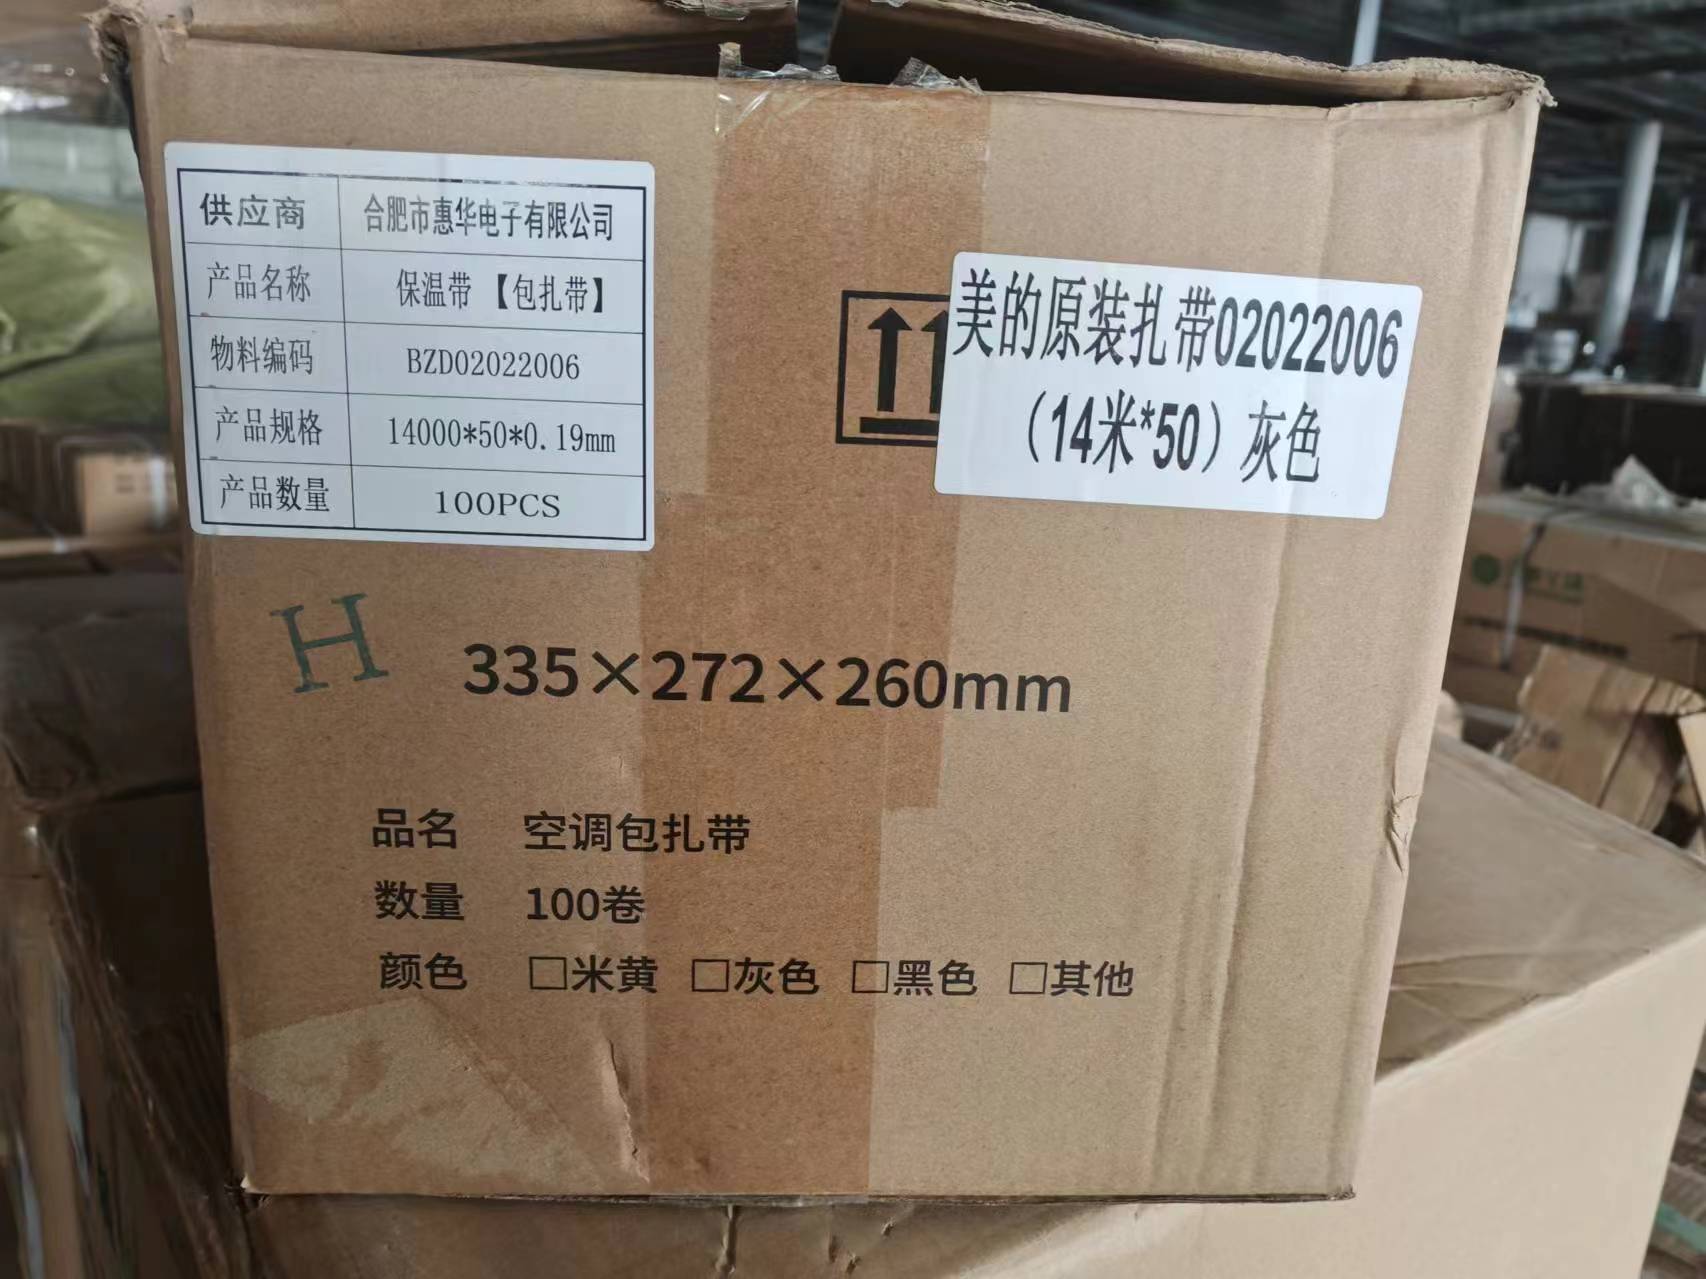 供应商 合肥市惠华电子有限公司
产品名称 保温带【包扎带】
物料编码 BZD02022006
产品规格 14000*50*0.19mm
产品数量 100PCS
美的原装扎带02022006
（14米*50）灰色
H
335×272×260mm
品名 空调包扎带
数量 100卷
颜色 □米黄 □灰色 □黑色 □其他